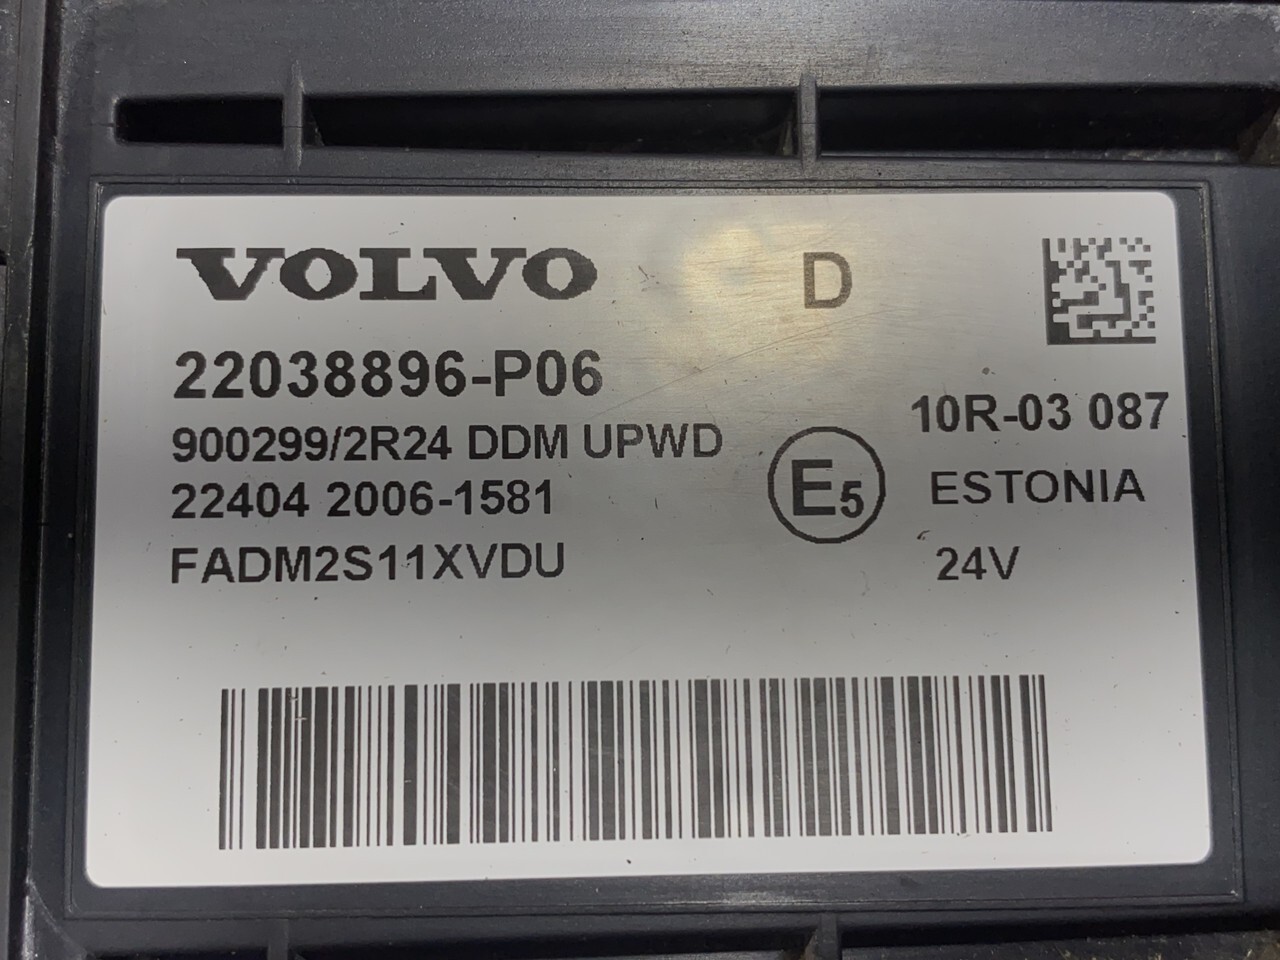 VOLVO
D
22038896-P06
900299/2R24 DDM UPWD
22404 2006-1581
FADM2S11XVDU
10R-03 087
E5
ESTONIA
24V